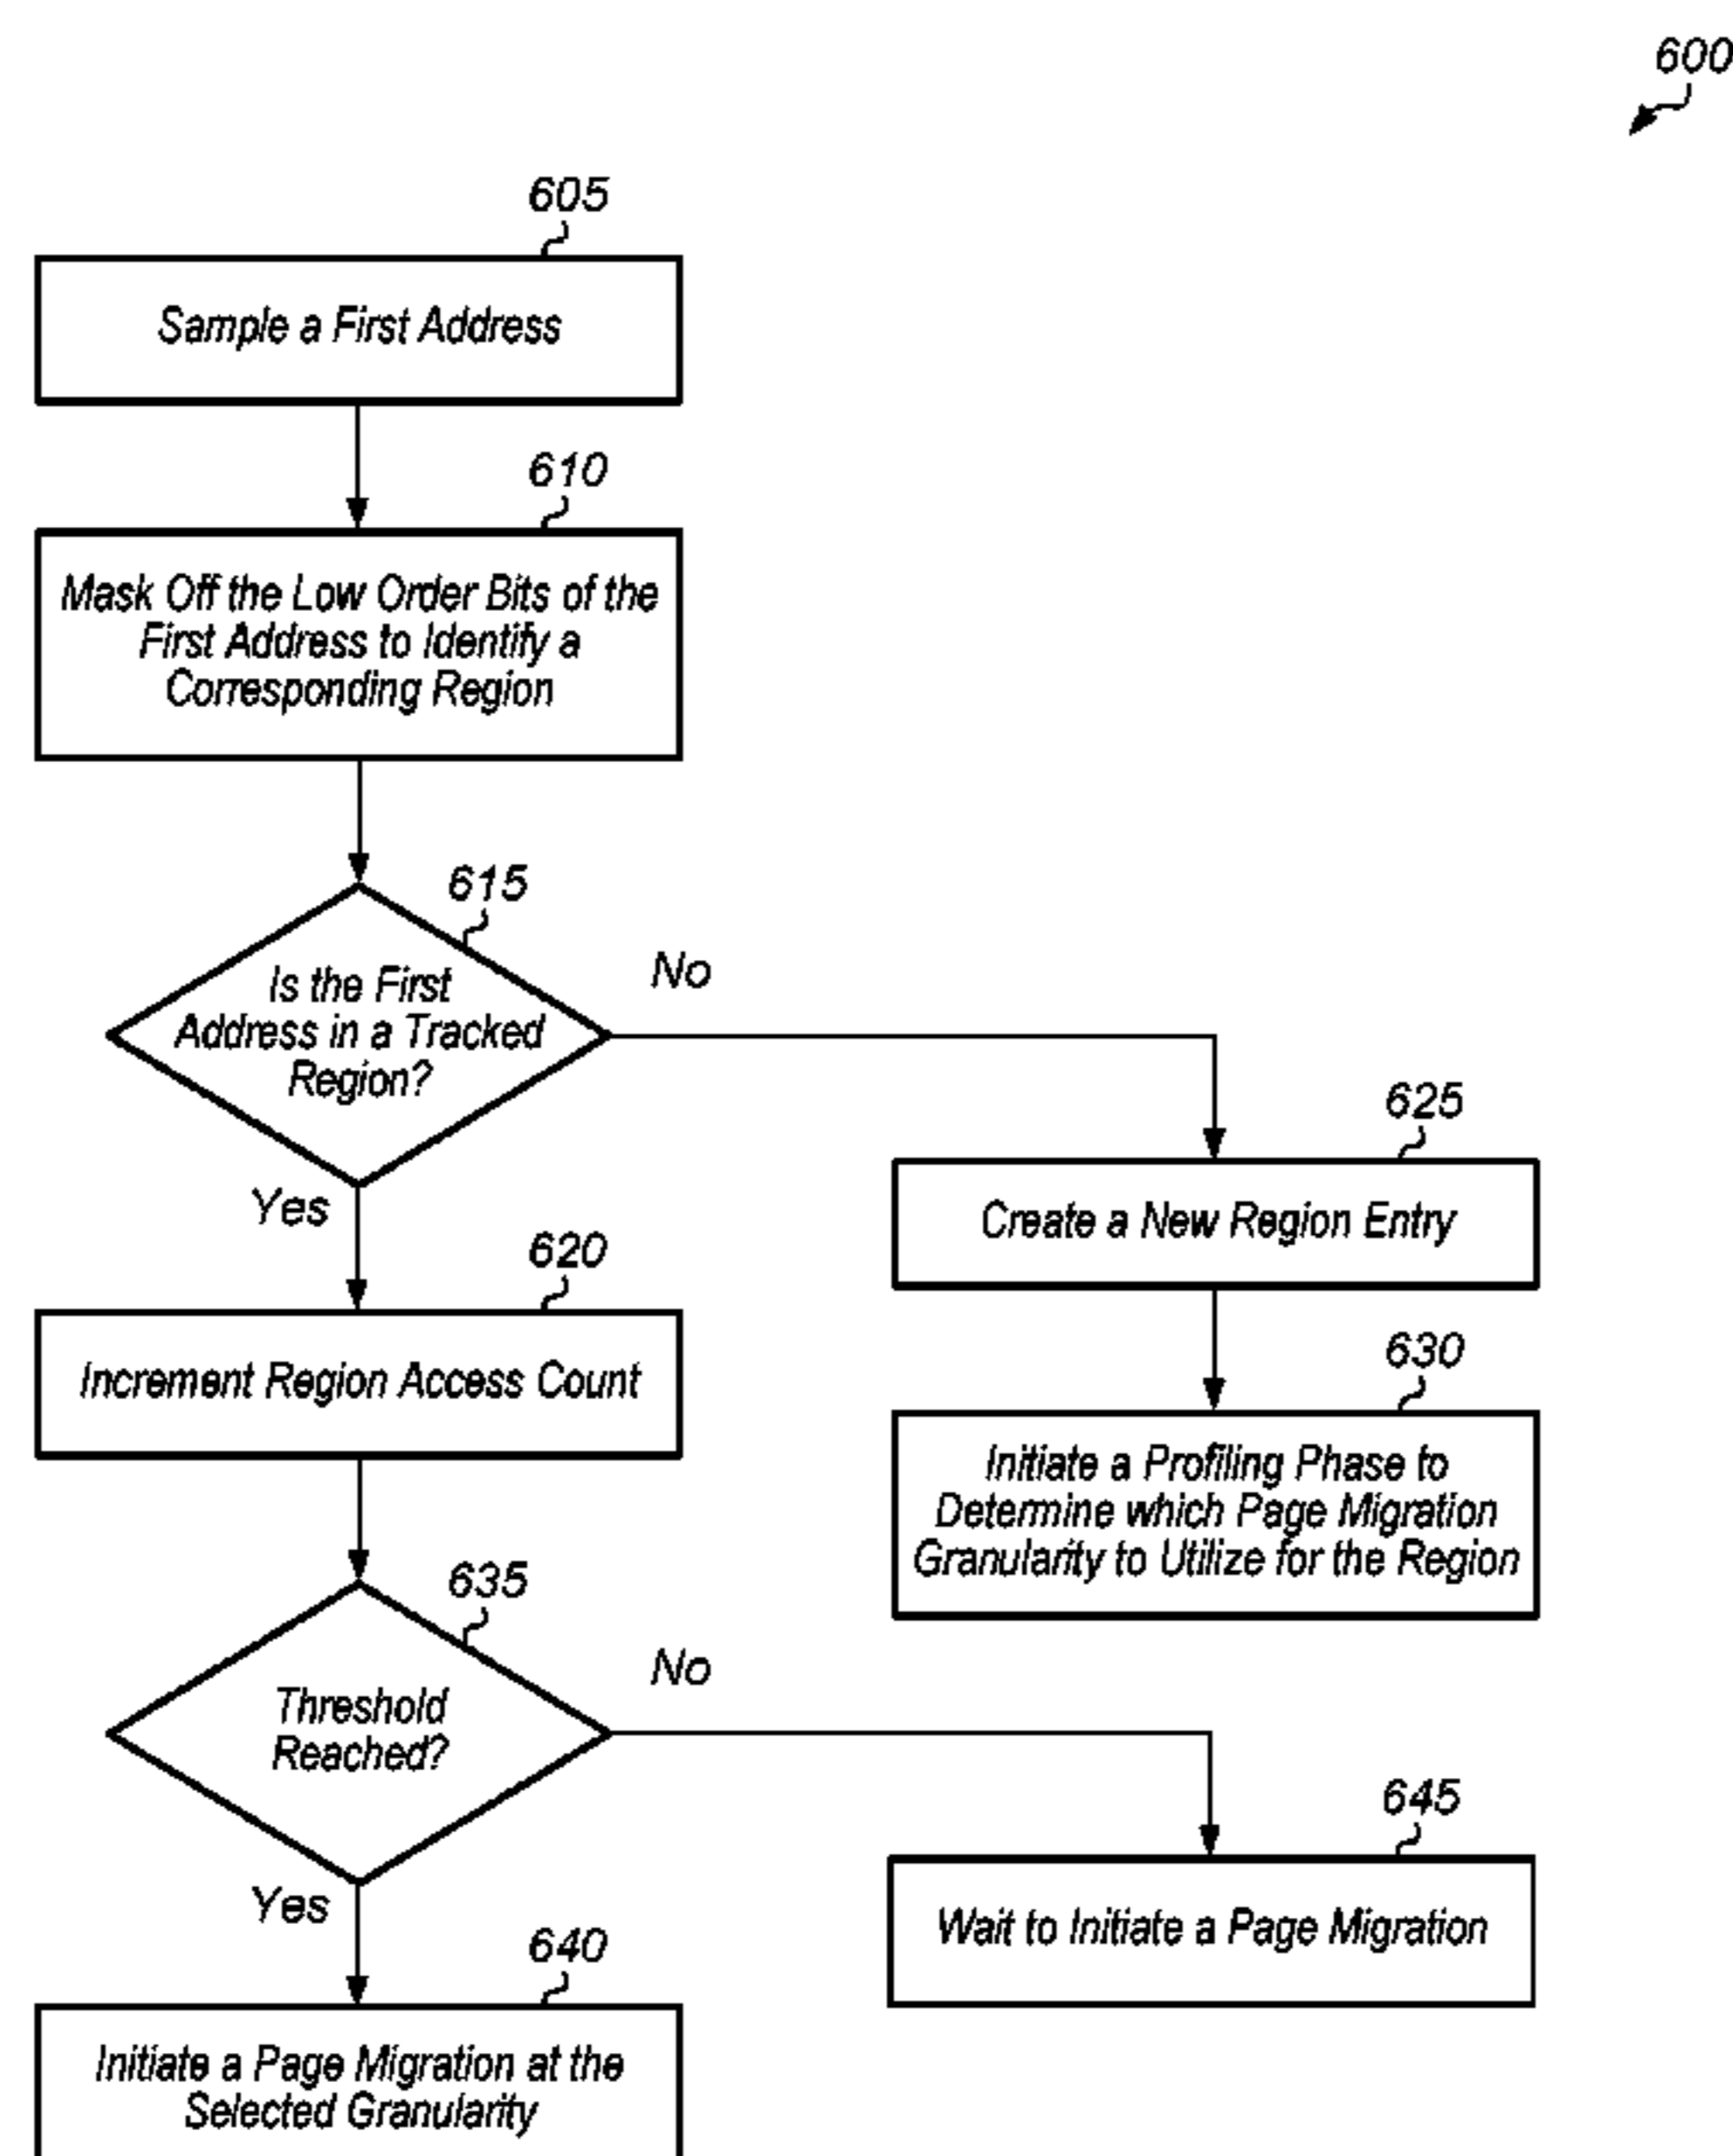 600
605
Sample a First Address
610
Mask Off the Low Order Bits of the
First Address to Identify a
Corresponding Region
615
Is the First
Address in a Tracked
Region?
No
Yes
625
Create a New Region Entry
620
Increment Region Access Count
630
Initiate a Profiling Phase to
Determine which Page Migration
Granularity to Utilize for the Region
635
Threshold
Reached?
No
Yes
645
Wait to Initiate a Page Migration
640
Initiate a Page Migration at the
Selected Granularity